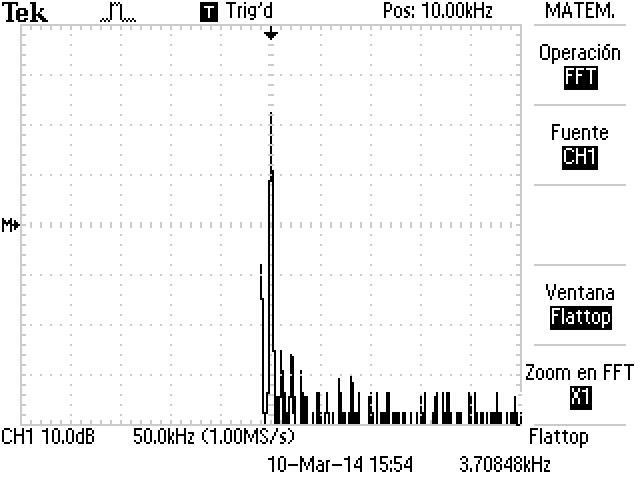 Tek T Trig'd Pos: 10.00kHz MATEM.
Operación
FFT
Fuente
CH1
M
Ventana
Flattop
Zoom en FFT
X1
CH1 10.0dB 50.0kHz (1.00MS/s) Flattop
10-Mar-14 15:54 3.70848kHz